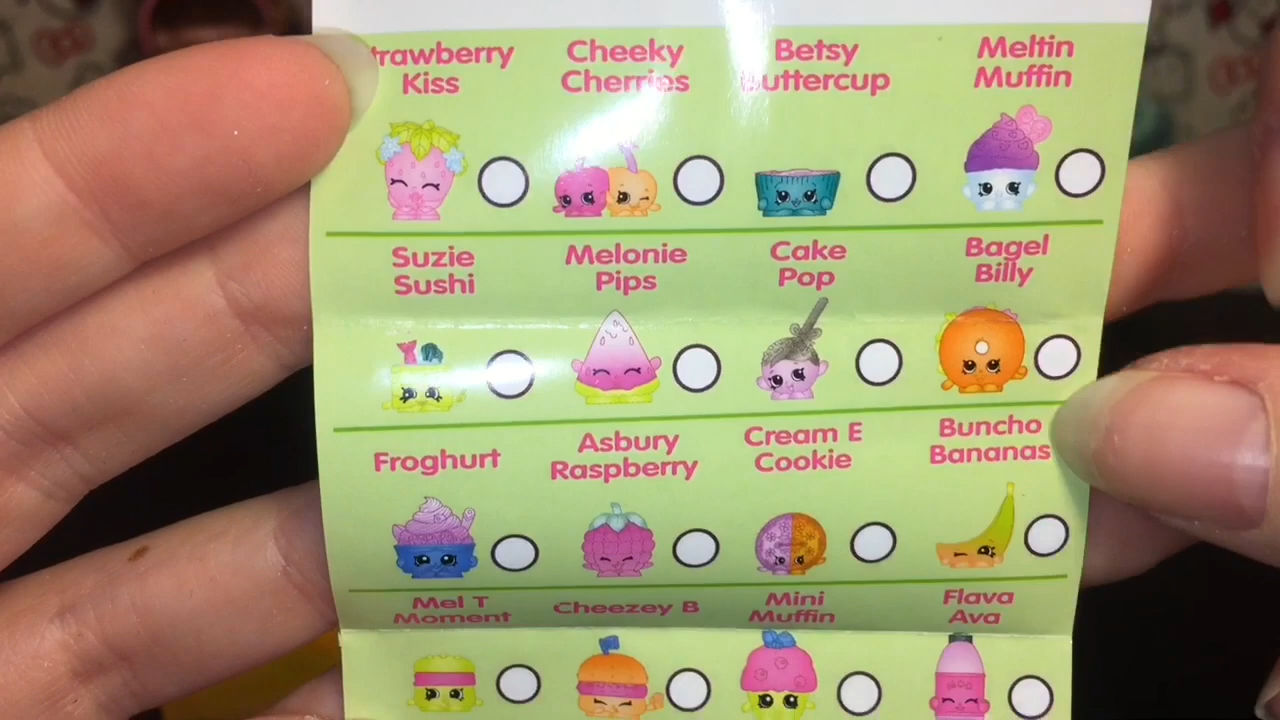 trawberry Kiss
Cheeky Cherries
Betsy Buttercup
Meltin Muffin
Suzie Sushi
Melonie Pips
Cake Pop
Bagel Billy
Froghurt
Asbury Raspberry
Cream E Cookie
Buncho Bananas
Mel T Moment
Cheezey B
Mini Muffin
Flava Ava